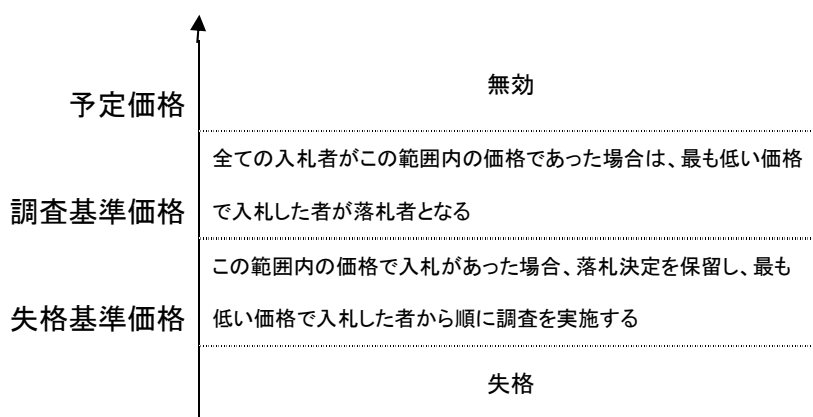 無効
予定価格
全ての入札者がこの範囲内の価格であった場合は、最も低い価格
調査基準価格
で入札した者が落札者となる
この範囲内の価格で入札があった場合、落札決定を保留し、最も
失格基準価格
低い価格で入札した者から順に調査を実施する
失格